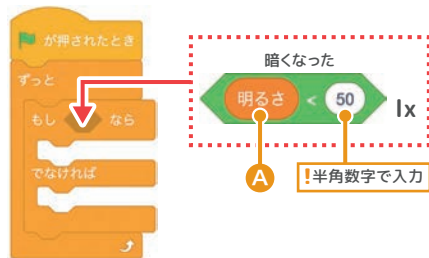 が押されたとき
ずっと
もし なら
でなければ
暗くなった
明るさ < 50
lx
A
!半角数字で入力